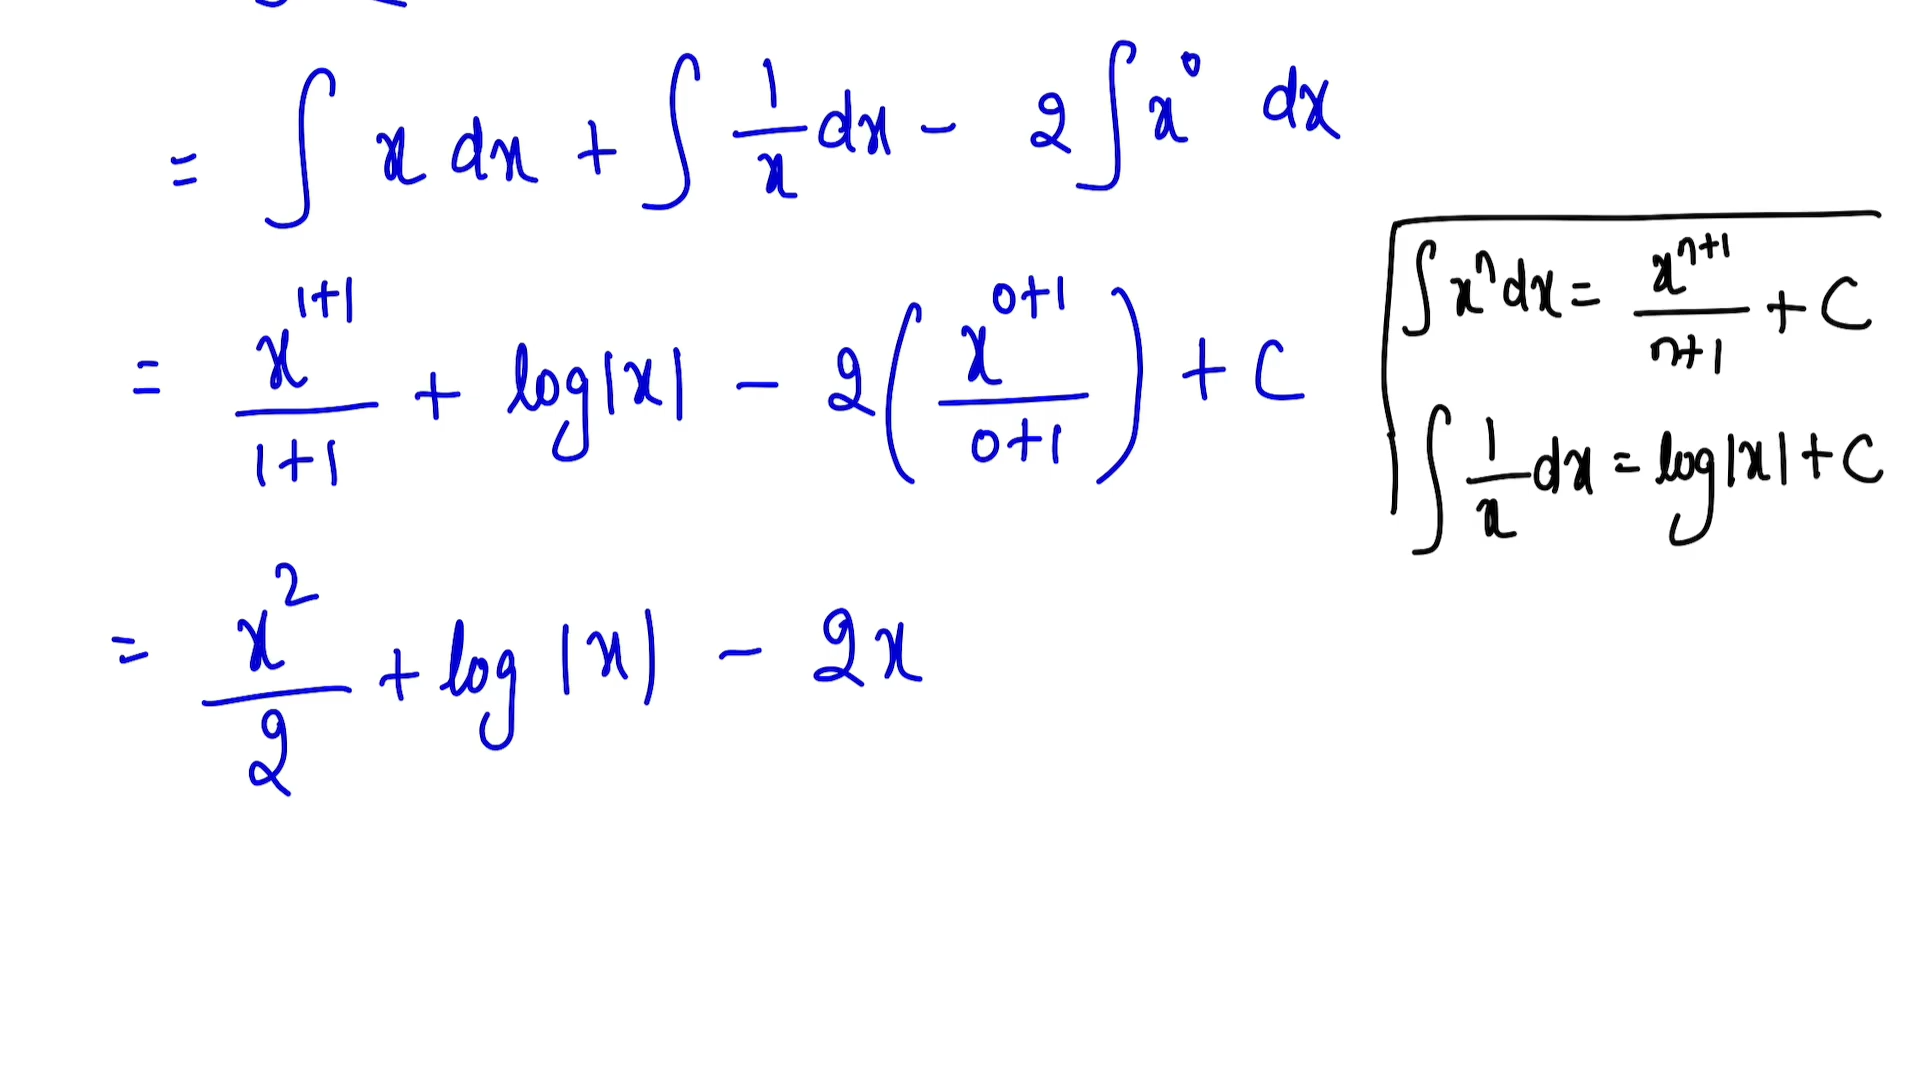 = ∫ x dx + ∫ 1/x dx - 2 ∫ x⁰ dx
= x^(1+1)/(1+1) + log|x| - 2 (x^(0+1)/(0+1)) + C
= x²/2 + log |x| - 2x
∫ xⁿ dx = x^(n+1)/(n+1) + C
∫ 1/x dx = log|x| + C